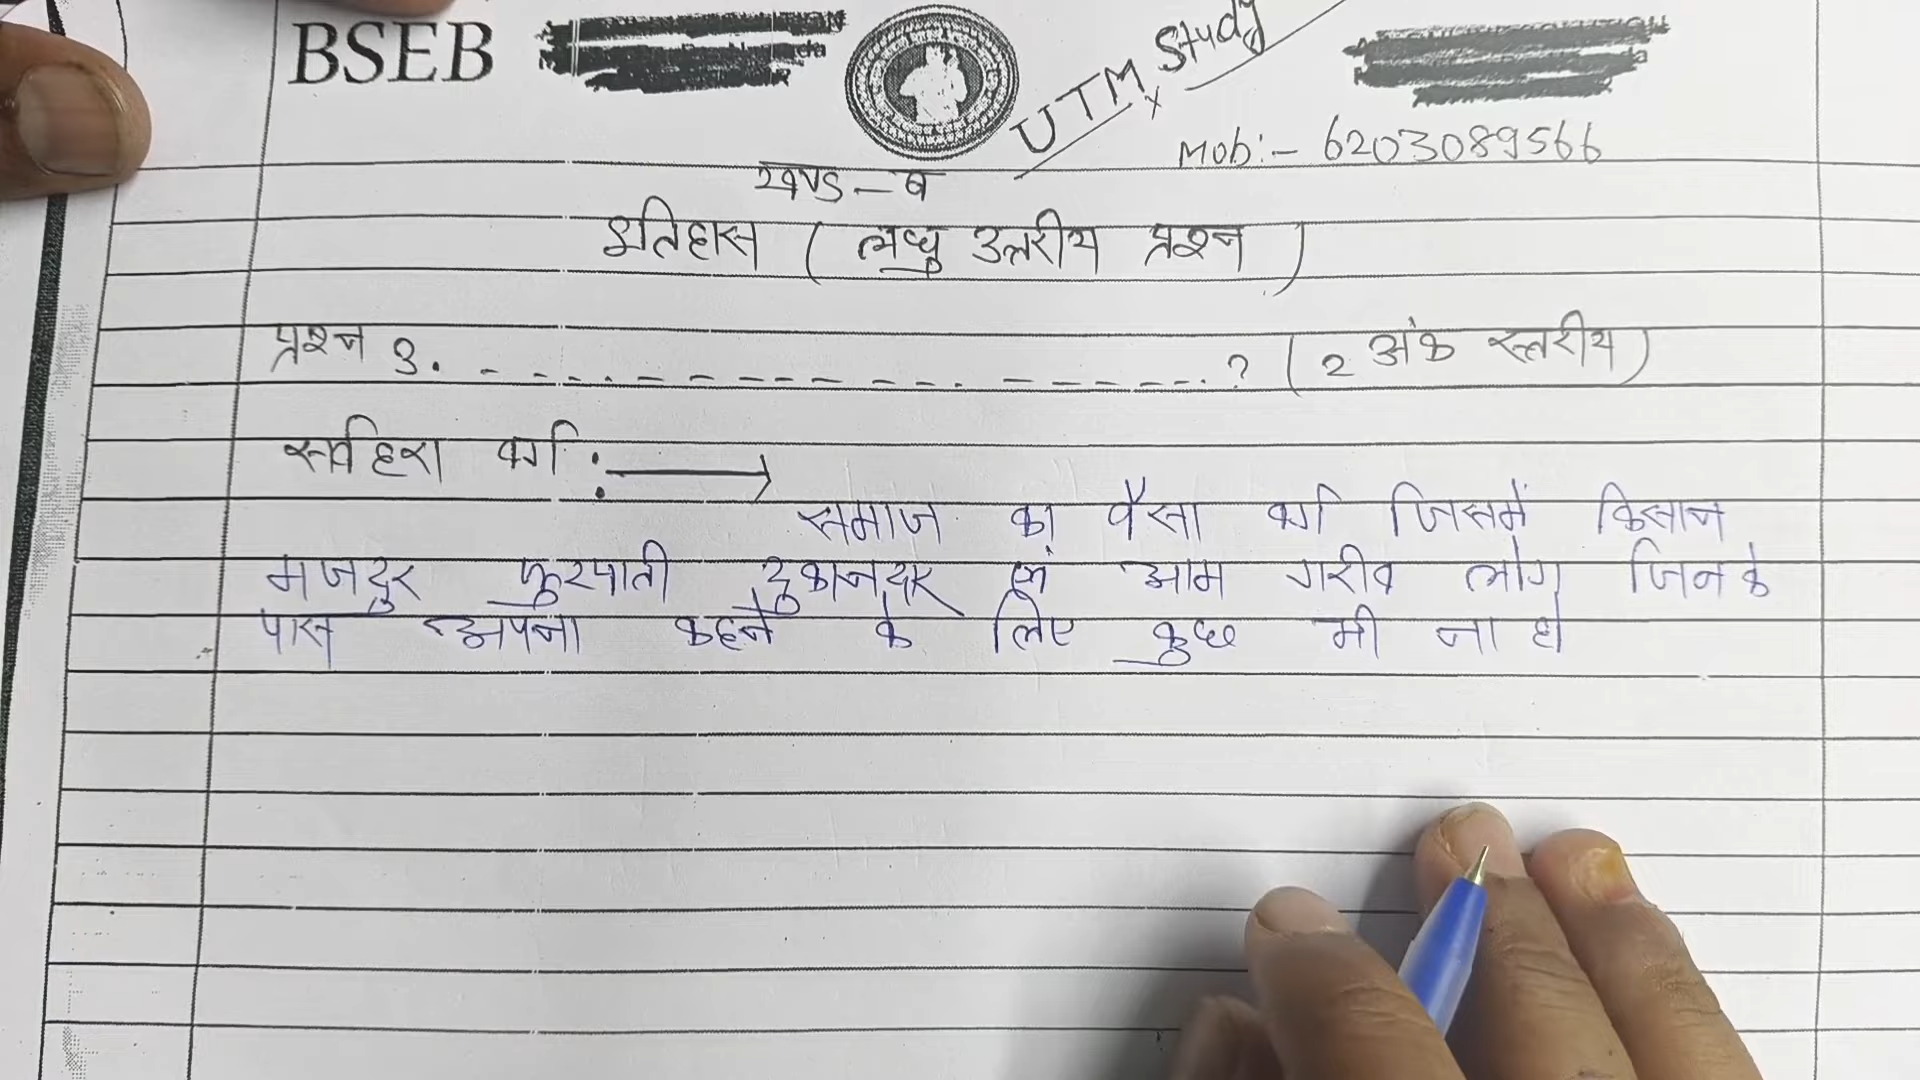 BSEB
UTM Study
Mob:- 6203089566
खण्ड - ब
इतिहास ( लघु उत्तरीय प्रश्न )
प्रश्न 3. - - - - - - - - - - - - - - - - ? ( 2 अंक स्तरीय )
सर्वहारा वर्ग :⟶
समाज का वैसा वर्ग जिसमें किसान
मजदुर फुटपाती दुकानदार एवं आम गरीब लोग जिनके
पास अपना कहने के लिए कुछ भी ना हो